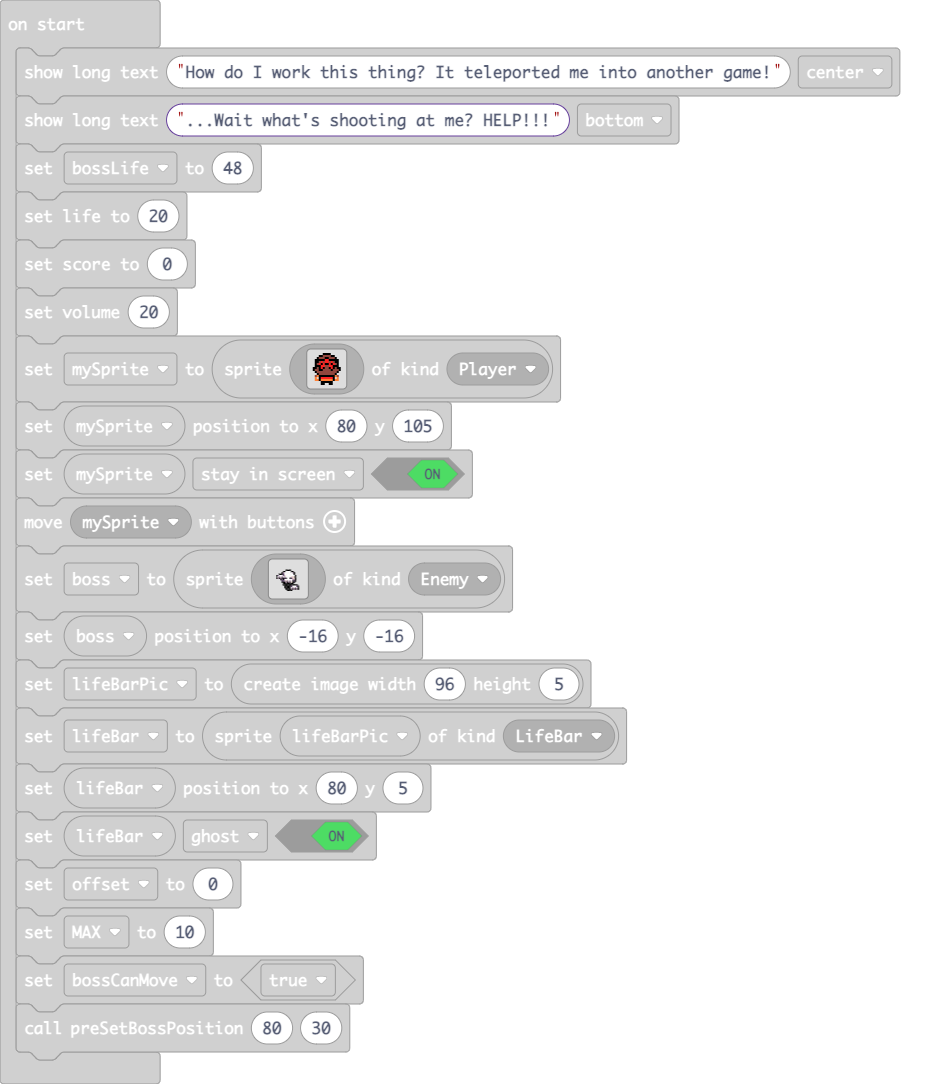 on start
show long text "How do I work this thing? It teleported me into another game!" center
show long text "...Wait what's shooting at me? HELP!!!" bottom
set bossLife to 48
set life to 20
set score to 0
set volume 20
set mySprite to sprite of kind Player
set mySprite position to x 80 y 105
set mySprite stay in screen ON
move mySprite with buttons
set boss to sprite of kind Enemy
set boss position to x -16 y -16
set lifeBarPic to create image width 96 height 5
set lifeBar to sprite lifeBarPic of kind LifeBar
set lifeBar position to x 80 y 5
set lifeBar ghost ON
set offset to 0
set MAX to 10
set bossCanMove to true
call preSetBossPosition 80 30